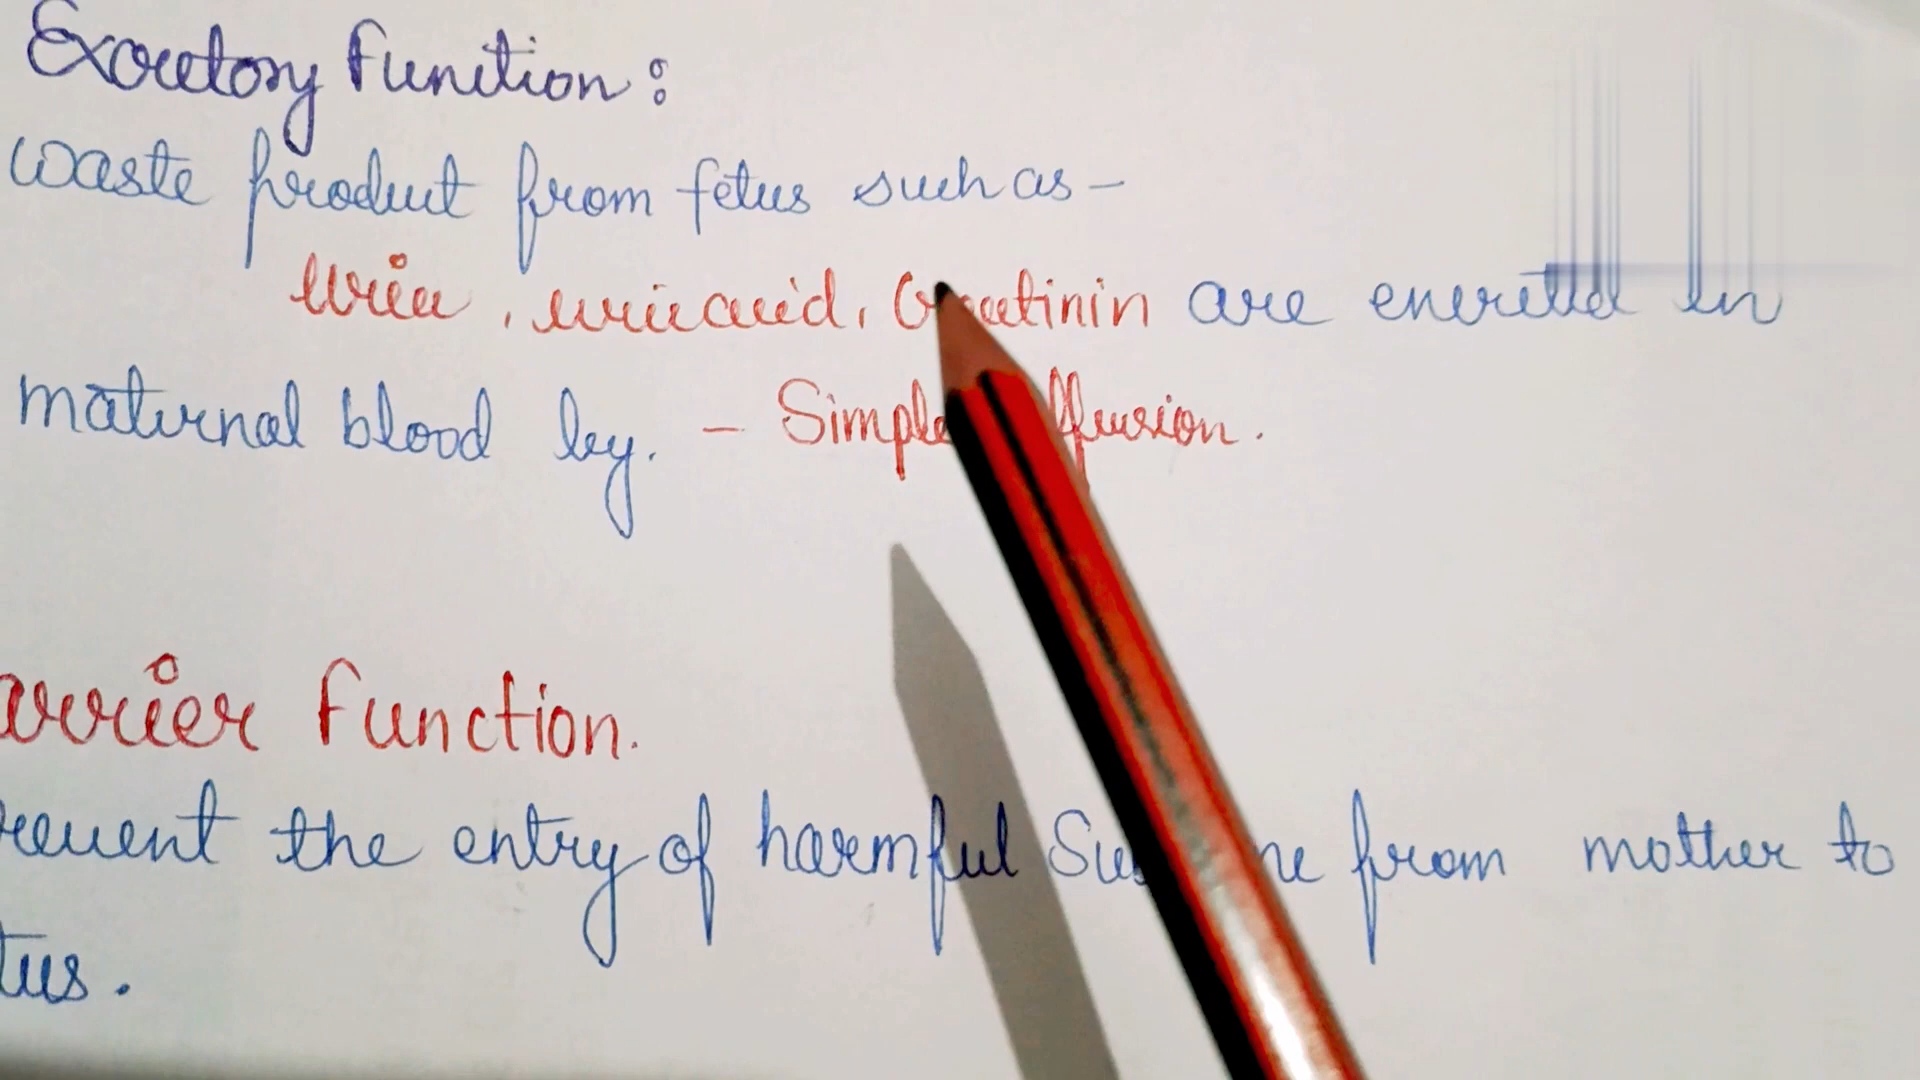 Excretory Function:
waste product from fetus such as -
urea, uric acid, Creatinin are excreted in
maternal blood by. - Simple diffusion.
arrier Function.
revent the entry of harmful from mother to
tus.